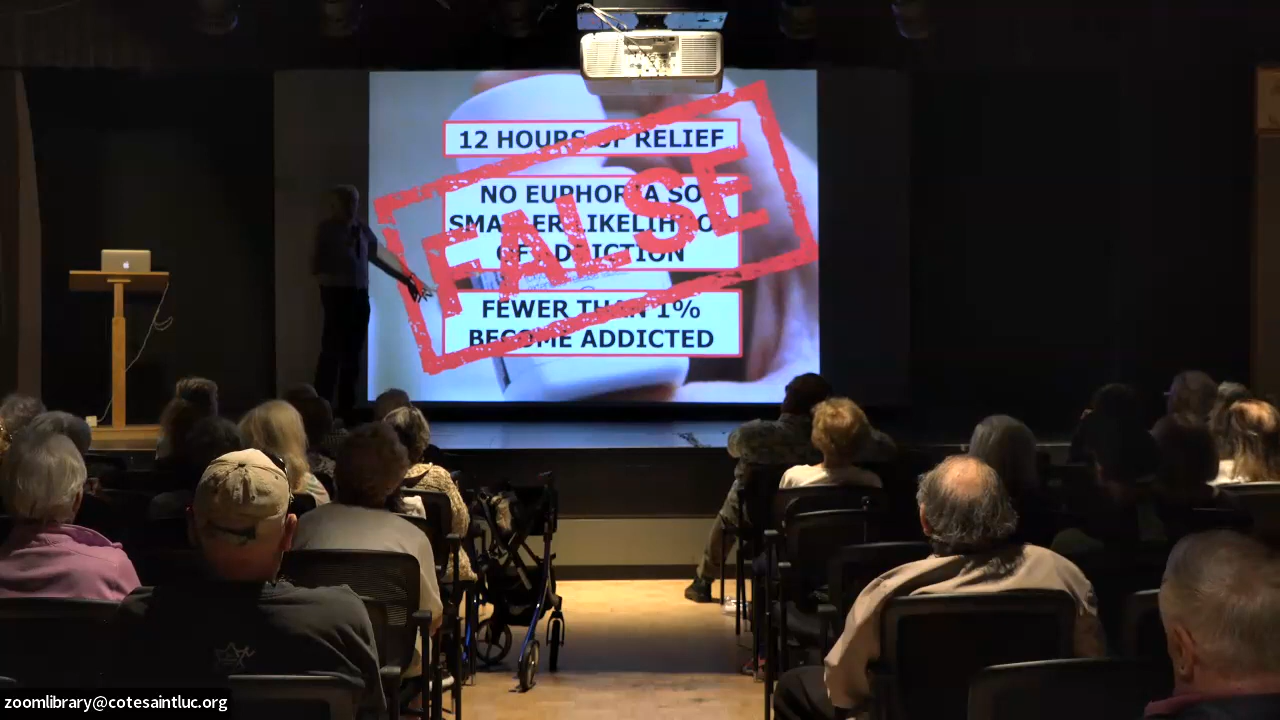 12 HOURS OF RELIEF
NO EUPHORIA SO
SMALLER LIKELIHOOD
OF ADDICTION
FALSE
FEWER THAN 1%
BECOME ADDICTED
zoomlibrary@cotesaintluc.org